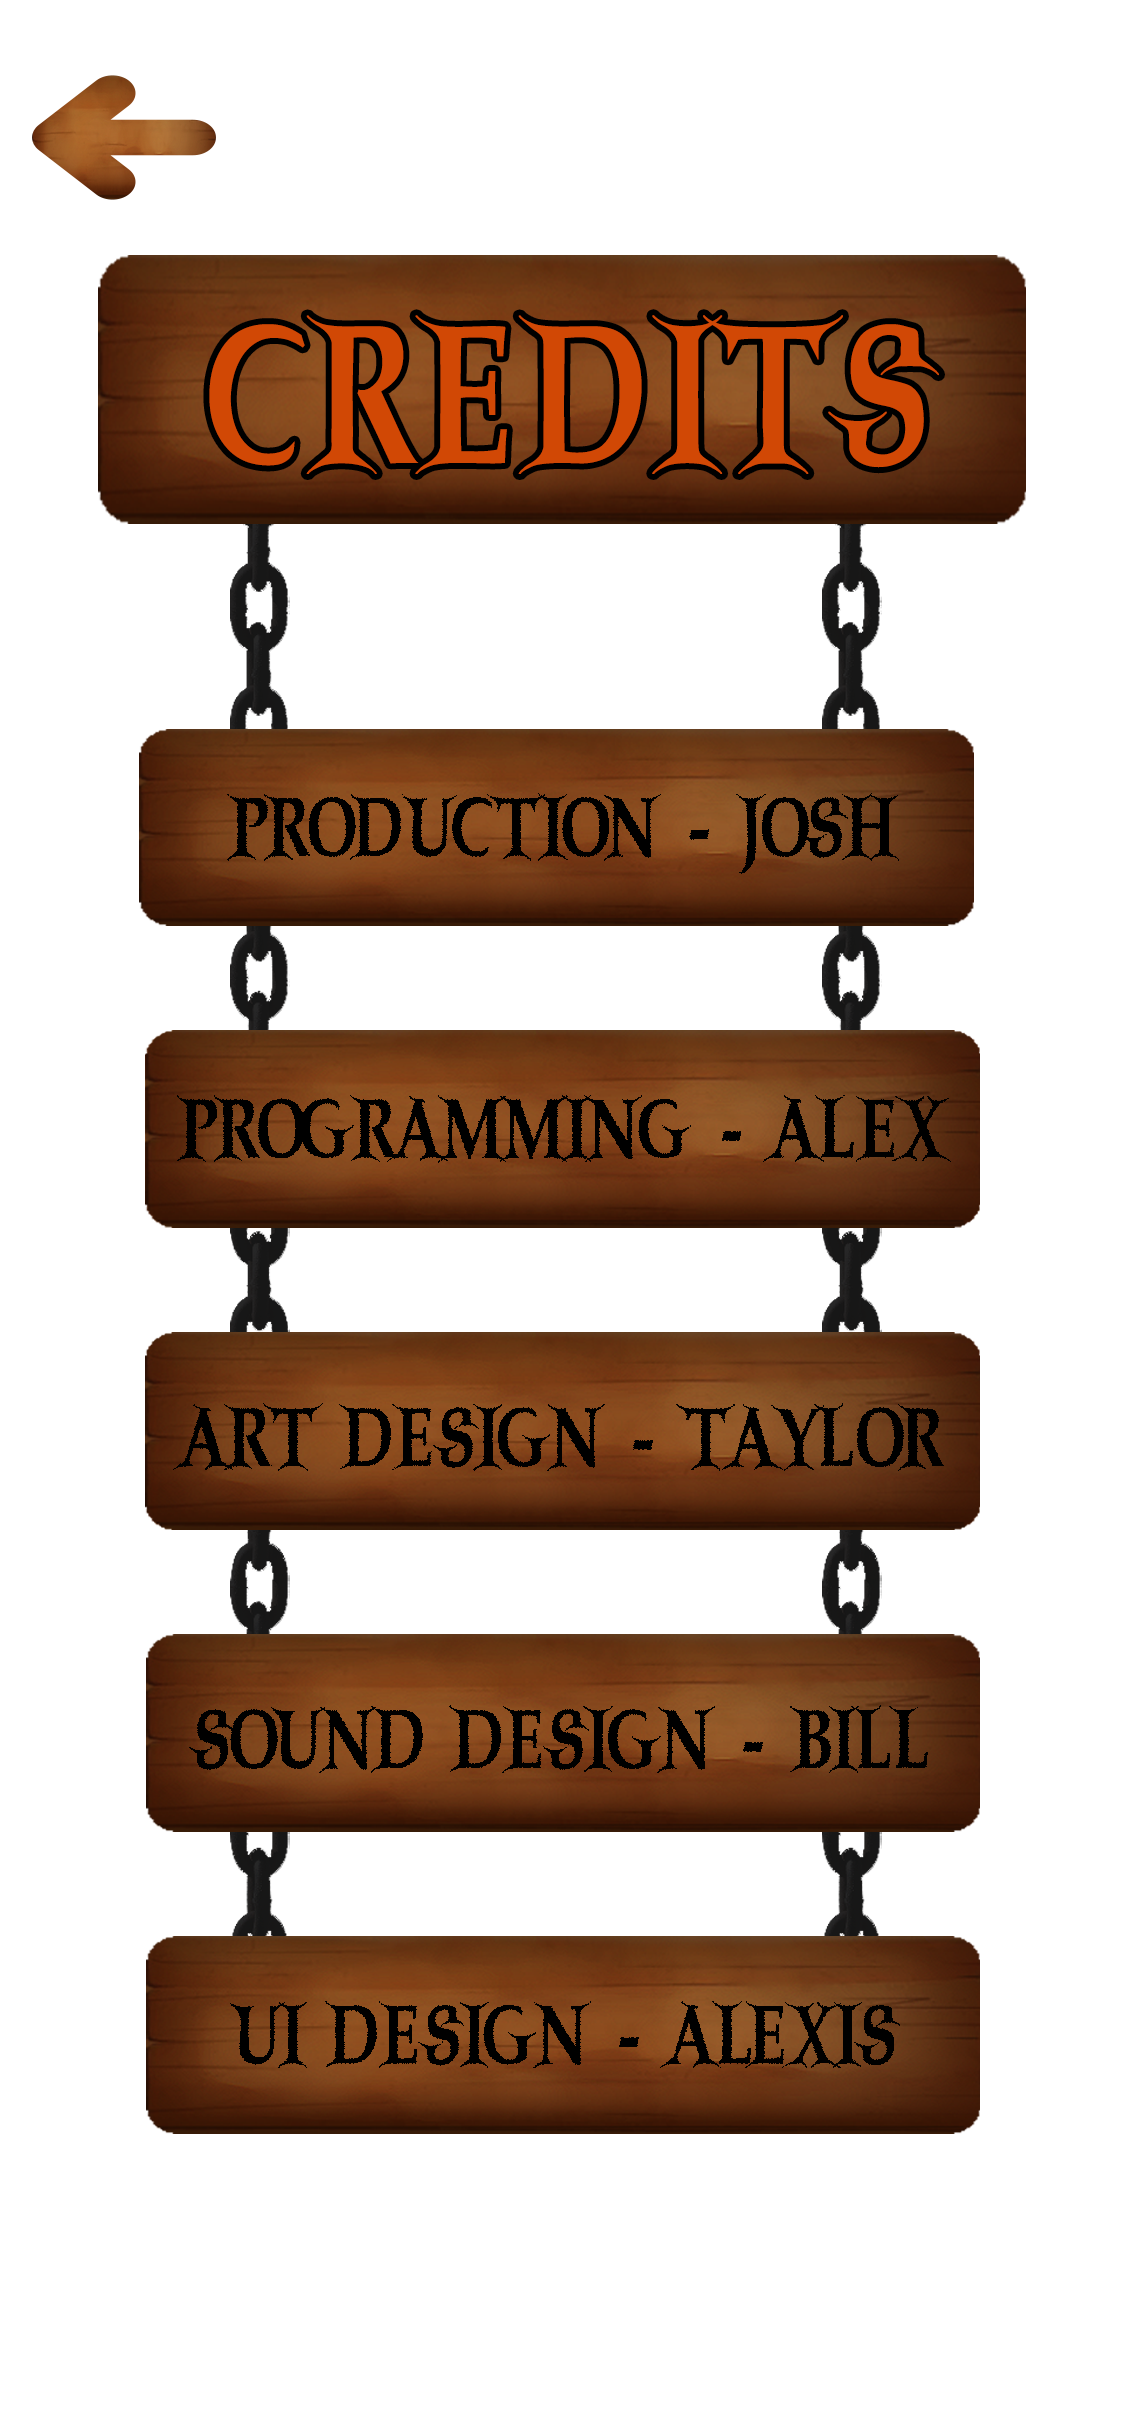 CREDITS
PRODUCTION - JOSH
PROGRAMMING - ALEX
ART DESIGN - TAYLOR
SOUND DESIGN - BILL
UI DESIGN - ALEXIS